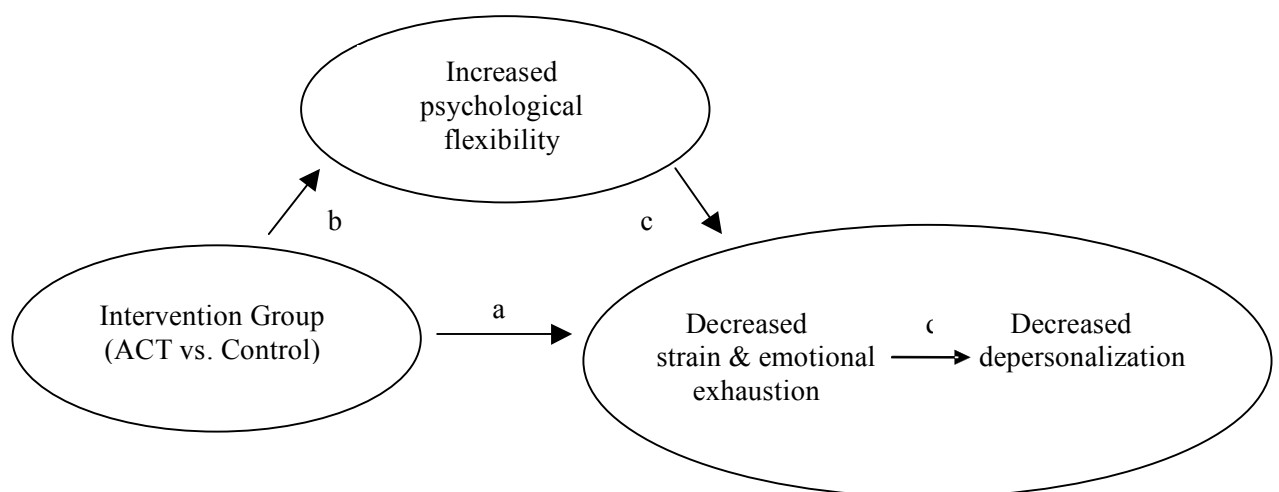 Increased
psychological
flexibility
b
c
Intervention Group
(ACT vs. Control)
a
Decreased
strain & emotional
exhaustion
Decreased
depersonalization